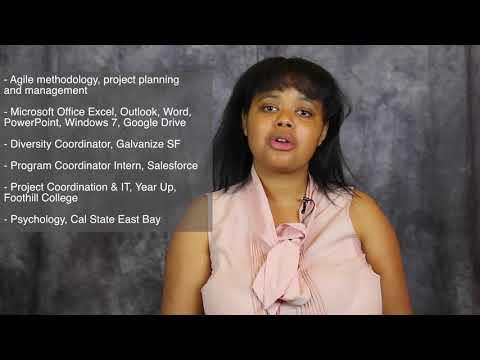 - Agile methodology, project planning
and management
- Microsoft Office Excel, Outlook, Word,
PowerPoint, Windows 7, Google Drive
- Diversity Coordinator, Galvanize SF
- Program Coordinator Intern, Salesforce
- Project Coordination & IT, Year Up,
Foothill College
- Psychology, Cal State East Bay